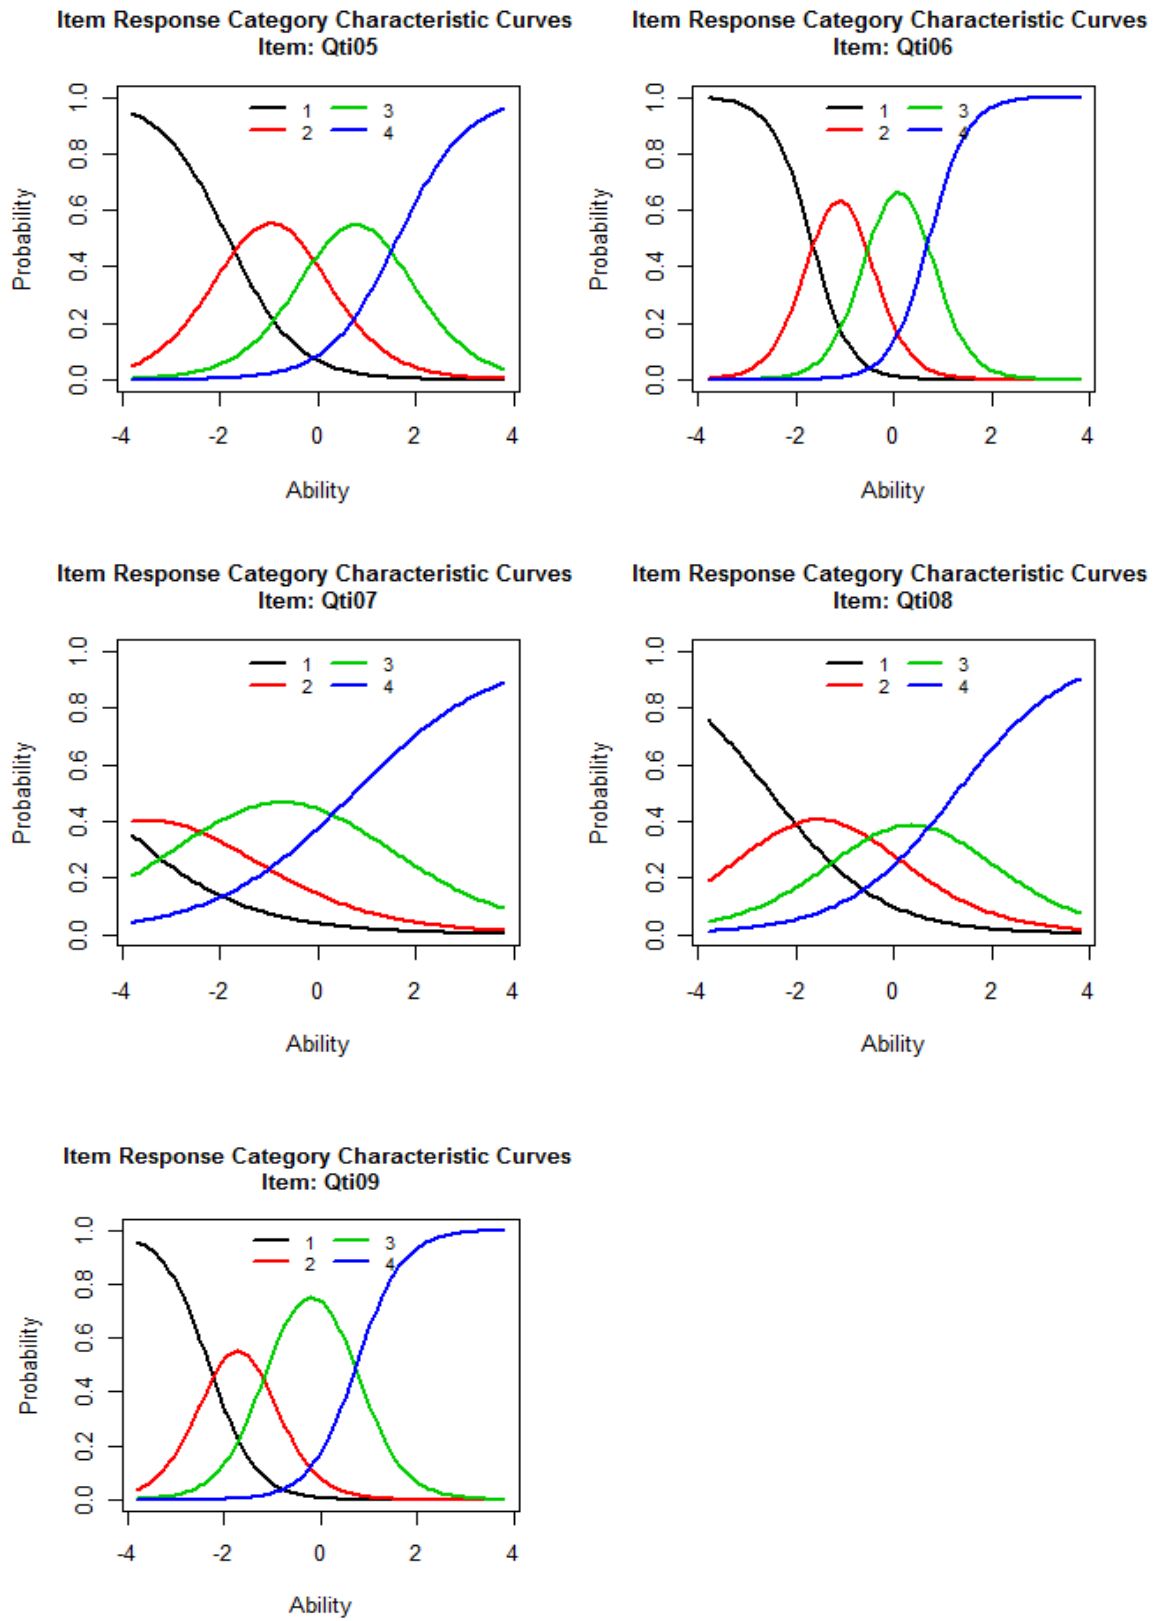 Item Response Category Characteristic Curves
Item: Qti05
1 3
2 4
Probability
0.0 0.2 0.4 0.6 0.8 1.0
-4 -2 0 2 4
Ability
Item Response Category Characteristic Curves
Item: Qti06
1 3
2 4
Probability
0.0 0.2 0.4 0.6 0.8 1.0
-4 -2 0 2 4
Ability
Item Response Category Characteristic Curves
Item: Qti07
1 3
2 4
Probability
0.0 0.2 0.4 0.6 0.8 1.0
-4 -2 0 2 4
Ability
Item Response Category Characteristic Curves
Item: Qti08
1 3
2 4
Probability
0.0 0.2 0.4 0.6 0.8 1.0
-4 -2 0 2 4
Ability
Item Response Category Characteristic Curves
Item: Qti09
1 3
2 4
Probability
0.0 0.2 0.4 0.6 0.8 1.0
-4 -2 0 2 4
Ability